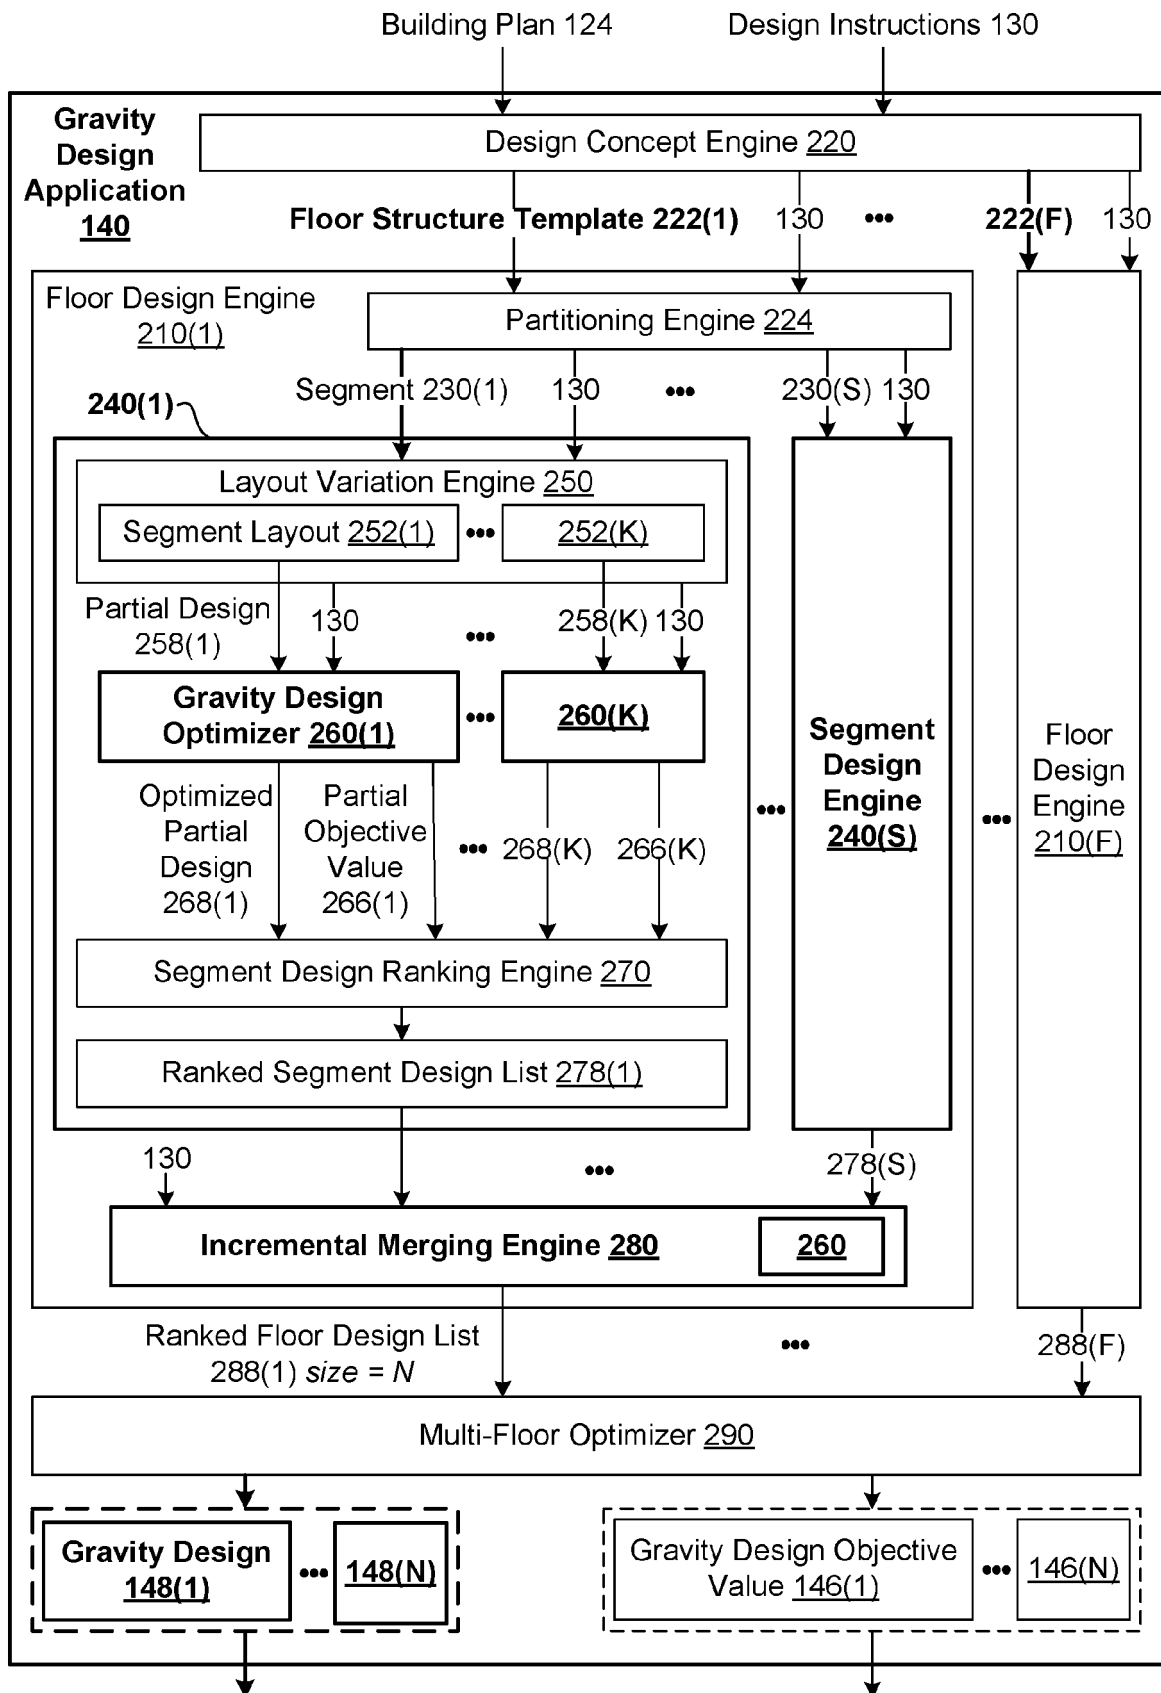 Building Plan 124
Design Instructions 130
Gravity
Design
Application
140
Design Concept Engine 220
Floor Structure Template 222(1)
130
•••
222(F)
130
Floor Design Engine
210(1)
Partitioning Engine 224
Segment 230(1)
130
•••
230(S)
130
240(1)
Layout Variation Engine 250
Segment Layout 252(1)
•••
252(K)
Partial Design
258(1)
130
•••
258(K)
130
Gravity Design
Optimizer 260(1)
•••
260(K)
Optimized
Partial
Design
268(1)
Partial
Objective
Value
266(1)
•••
268(K)
266(K)
Segment Design Ranking Engine 270
Ranked Segment Design List 278(1)
•••
Segment
Design
Engine
240(S)
•••
Floor
Design
Engine
210(F)
130
•••
278(S)
Incremental Merging Engine 280
260
Ranked Floor Design List
288(1) size = N
•••
288(F)
Multi-Floor Optimizer 290
Gravity Design
148(1)
•••
148(N)
Gravity Design Objective
Value 146(1)
•••
146(N)